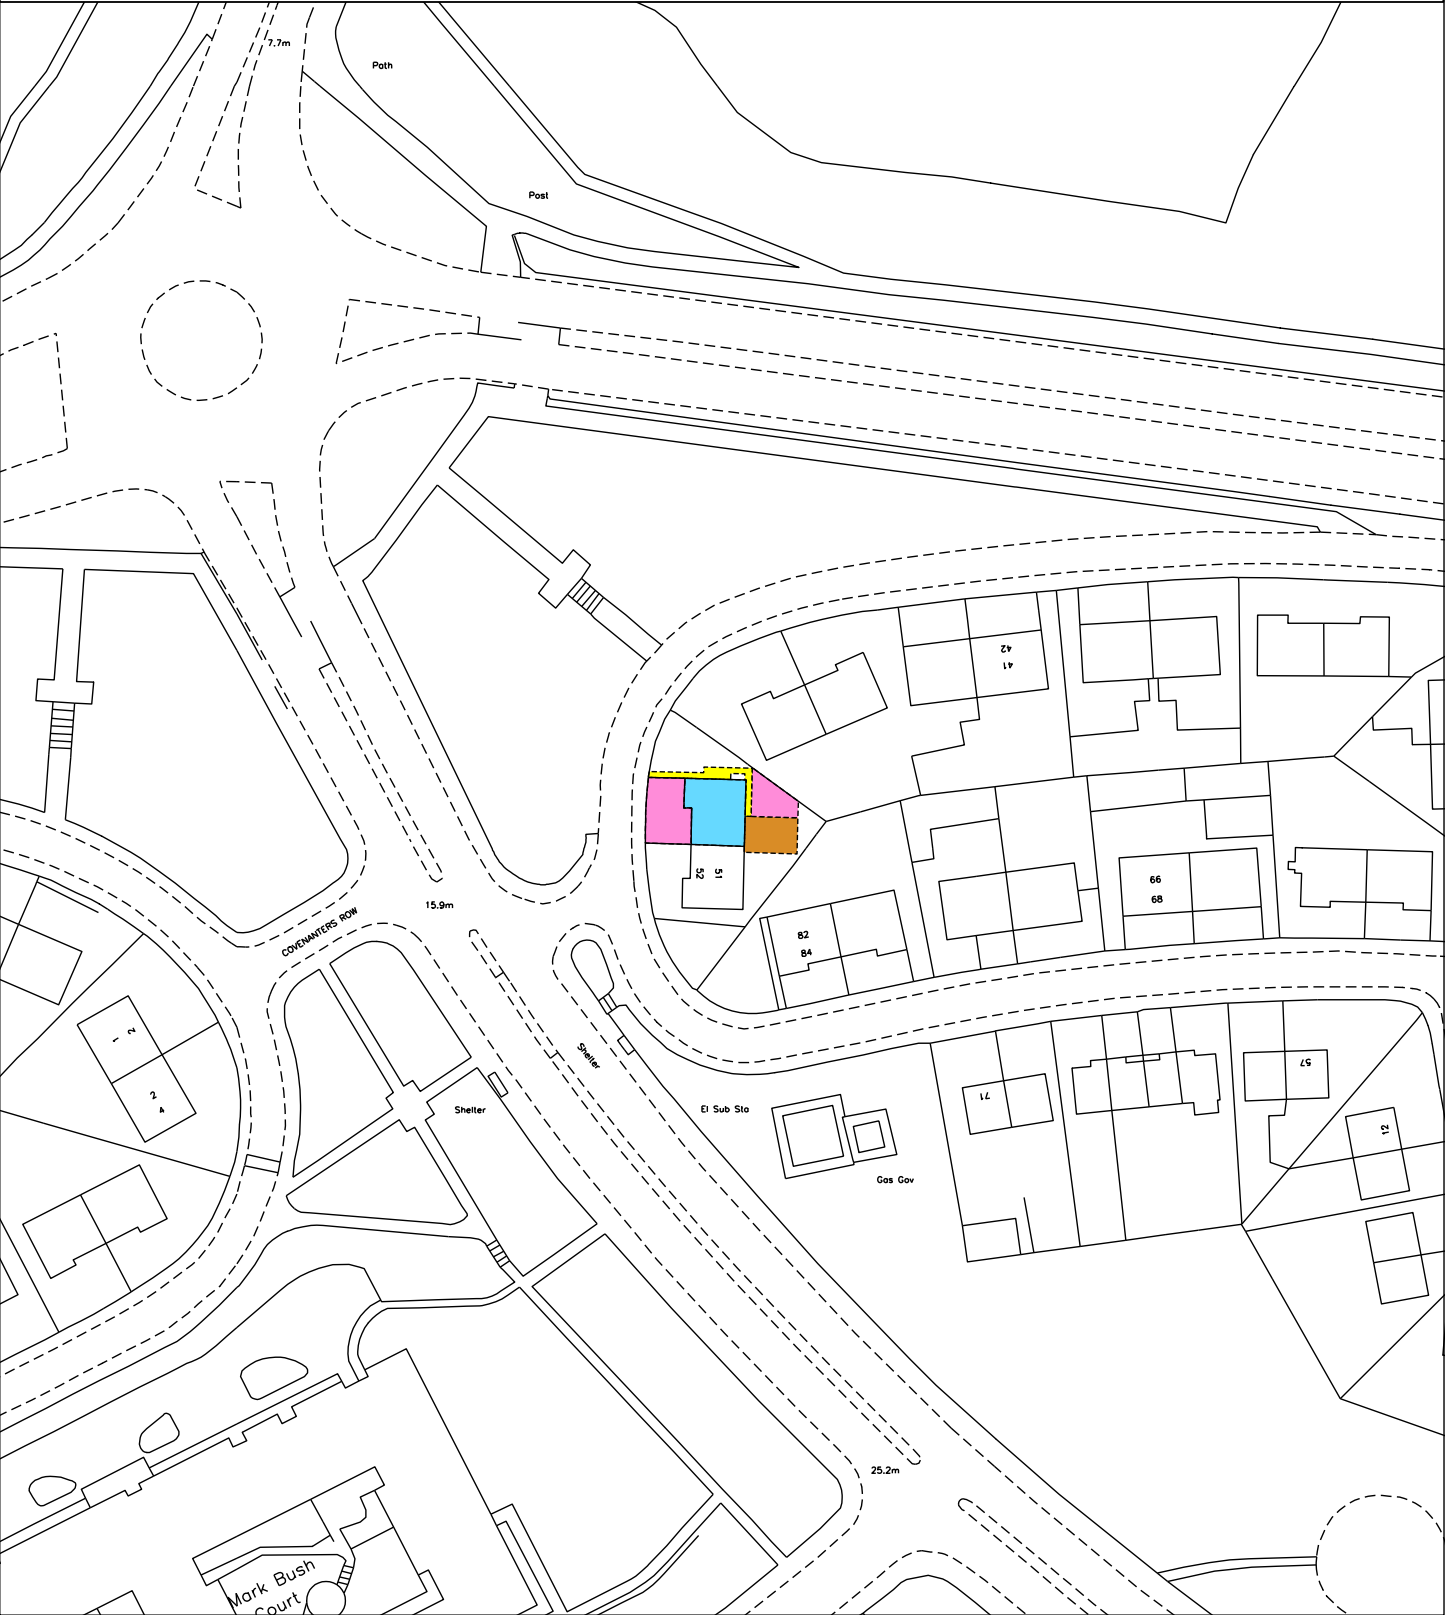 7.7m
Path
Post
42
41
52
51
66
68
82
84
15.9m
COVENANTERS ROW
1
2
2
4
Shelter
Shelter
El Sub Sta
Gas Gov
71
57
12
25.2m
Mark Bush
Court